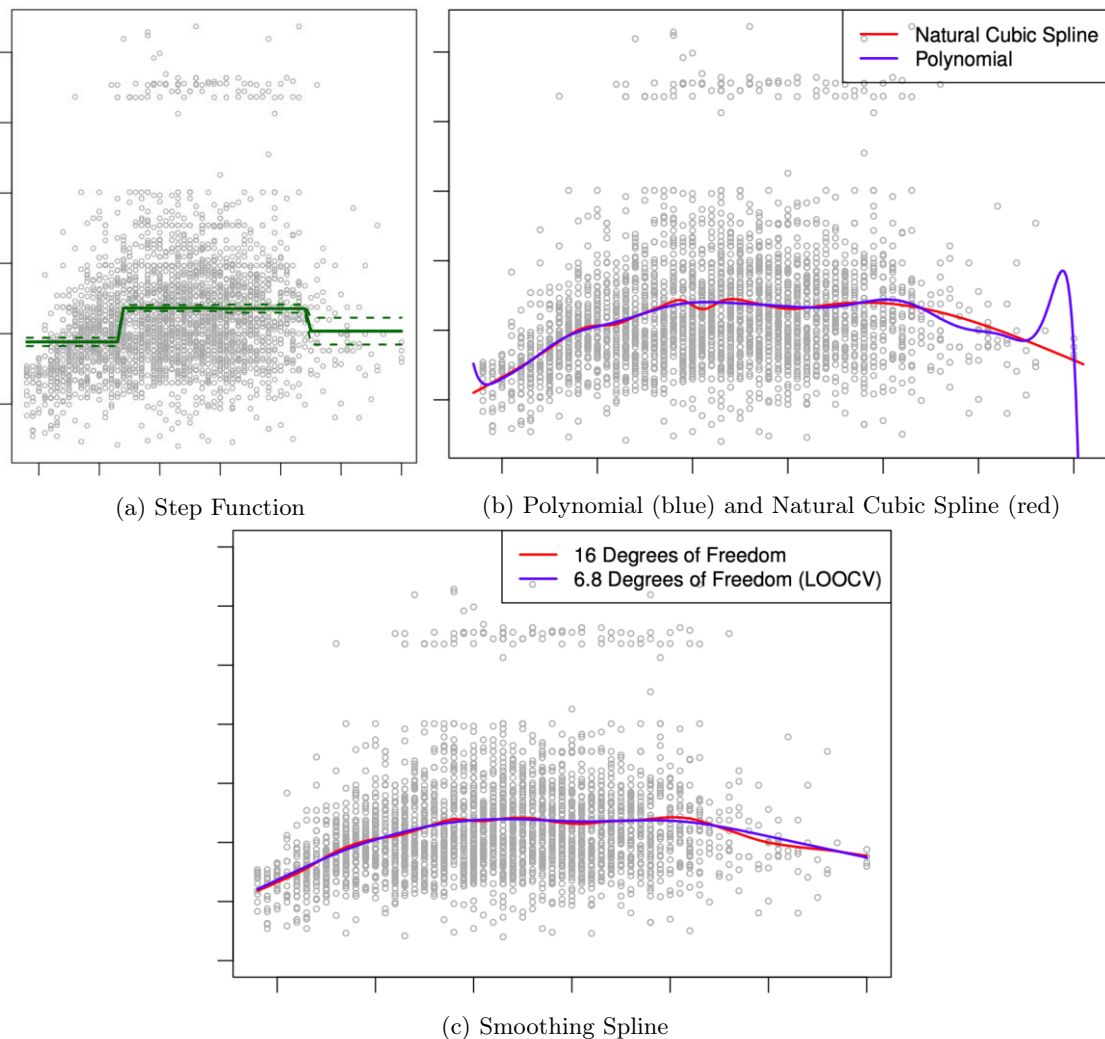 Natural Cubic Spline
Polynomial
(a) Step Function
(b) Polynomial (blue) and Natural Cubic Spline (red)
16 Degrees of Freedom
6.8 Degrees of Freedom (LOOCV)
(c) Smoothing Spline